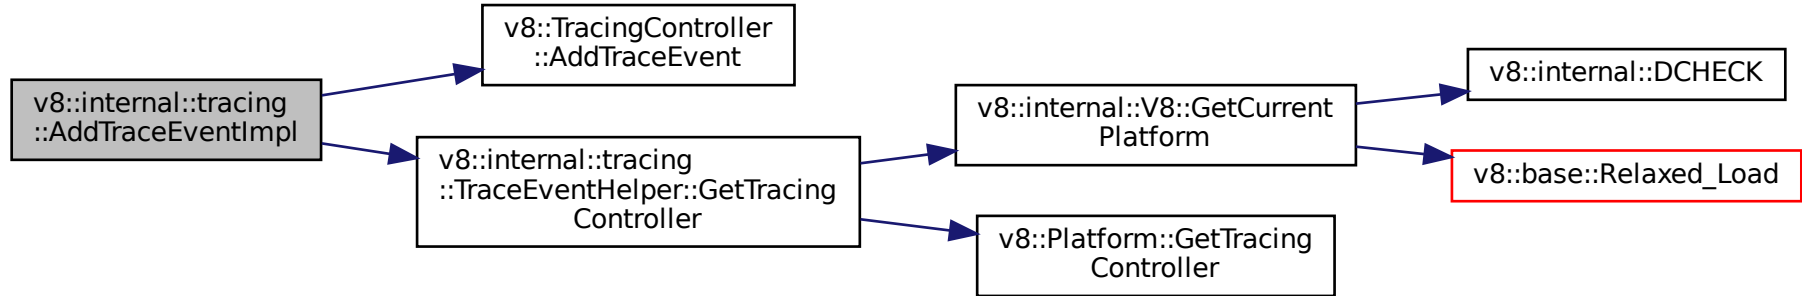 v8::internal::tracing
::AddTraceEventImpl
v8::TracingController
::AddTraceEvent
v8::internal::tracing
::TraceEventHelper::GetTracing
Controller
v8::internal::V8::GetCurrent
Platform
v8::internal::DCHECK
v8::base::Relaxed_Load
v8::Platform::GetTracing
Controller